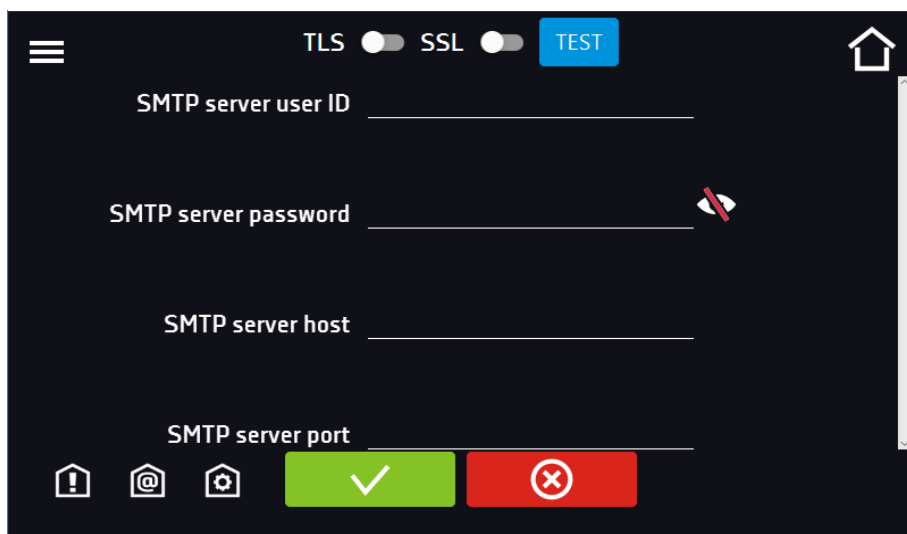 TLS SSL TEST
SMTP server user ID
SMTP server password
SMTP server host
SMTP server port